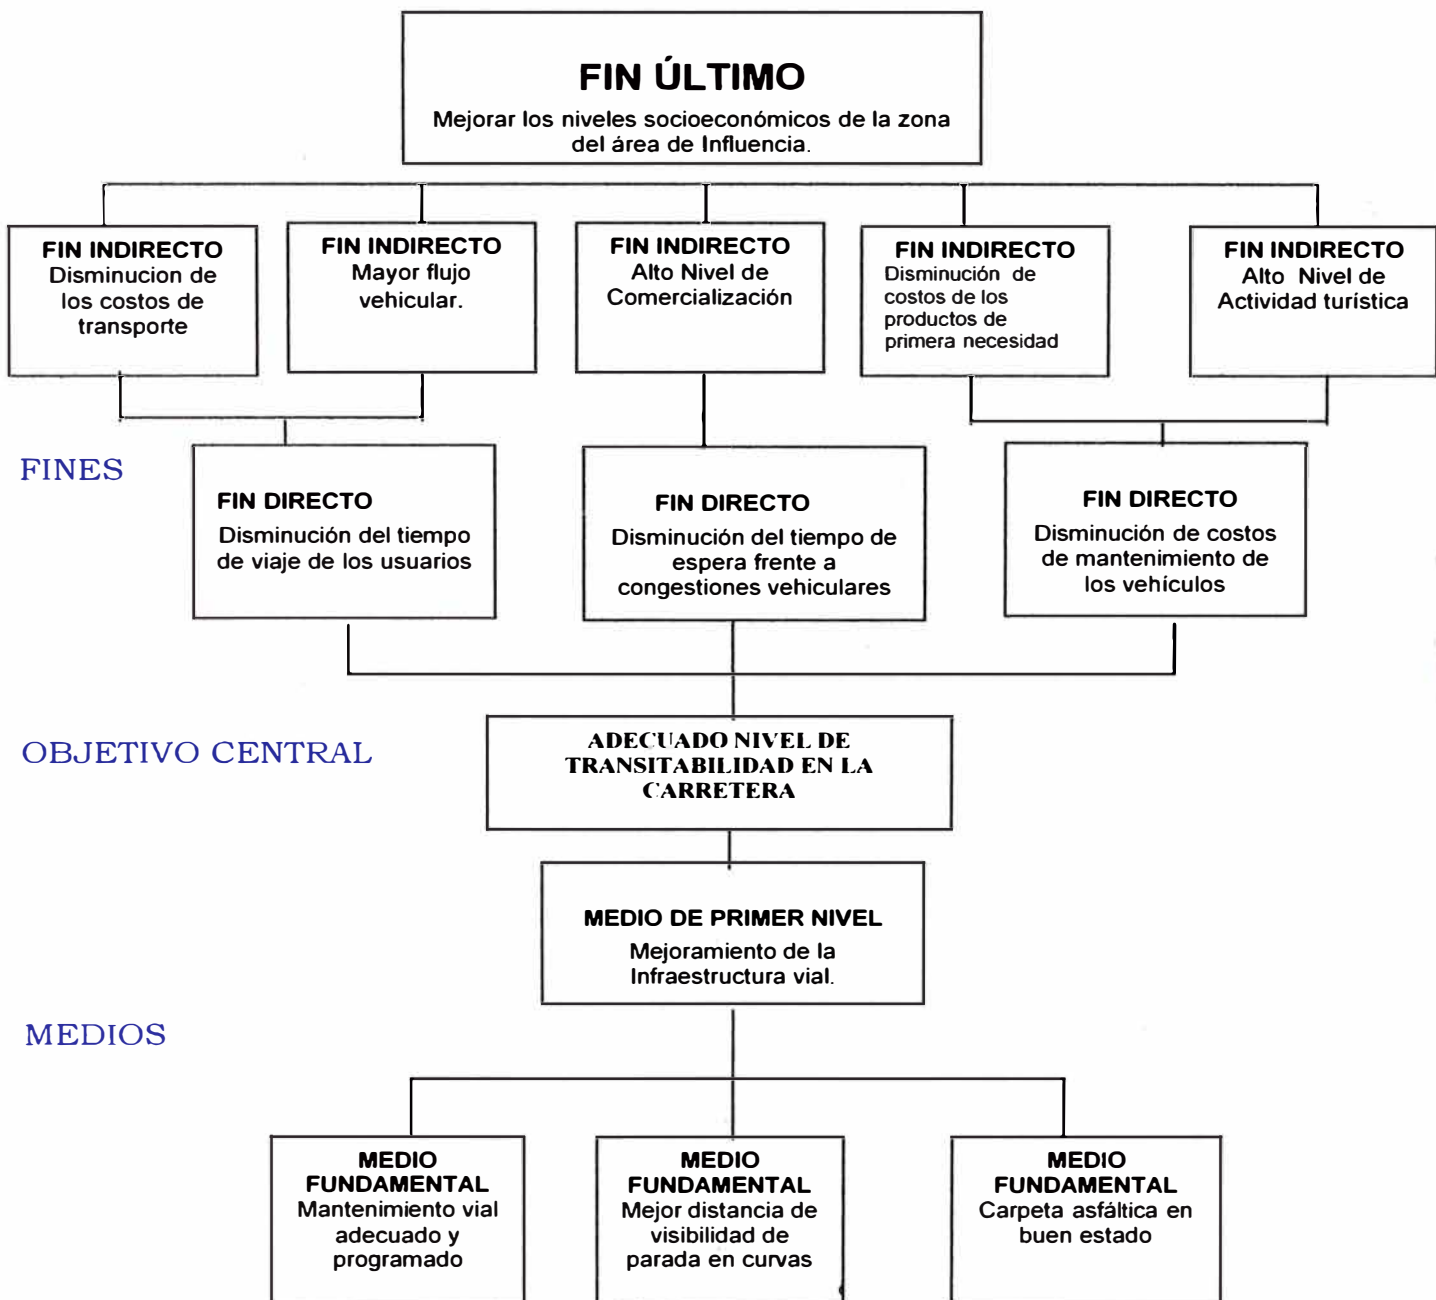 FIN ÚLTIMO
Mejorar los niveles socioeconómicos de la zona
del área de Influencia.
FIN INDIRECTO
Disminucion de
los costos de
transporte
FIN INDIRECTO
Mayor flujo
vehicular.
FIN INDIRECTO
Alto Nivel de
Comercialización
FIN INDIRECTO
Disminución de
costos de los
productos de
primera necesidad
FIN INDIRECTO
Alto Nivel de
Actividad turística
FINES
FIN DIRECTO
Disminución del tiempo
de viaje de los usuarios
FIN DIRECTO
Disminución del tiempo de
espera frente a
congestiones vehiculares
FIN DIRECTO
Disminución de costos
de mantenimiento de
los vehículos
OBJETIVO CENTRAL
ADECUADO NIVEL DE
TRANSITABILIDAD EN LA
CARRETERA
MEDIO DE PRIMER NIVEL
Mejoramiento de la
Infraestructura vial.
MEDIOS
MEDIO
FUNDAMENTAL
Mantenimiento vial
adecuado y
programado
MEDIO
FUNDAMENTAL
Mejor distancia de
visibilidad de
parada en curvas
MEDIO
FUNDAMENTAL
Carpeta asfáltica en
buen estado